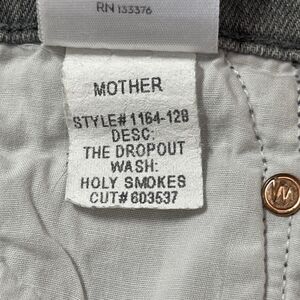 RN 133376
MOTHER
STYLE# 1164-128
DESC:
THE DROPOUT
WASH:
HOLY SMOKES
CUT# 603537
M